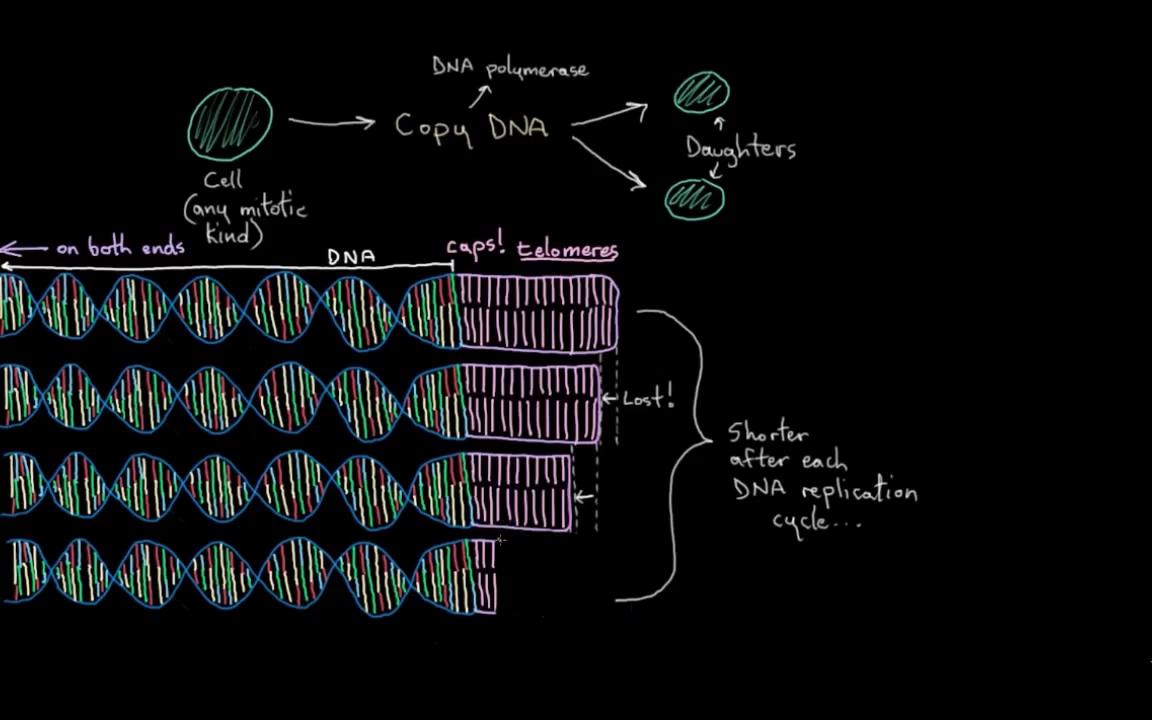 DNA polymerase
Copy DNA
Daughters
Cell
(any mitotic
kind)
on both ends
DNA
caps! telomeres
Lost!
Shorter
after each
DNA replication
cycle...